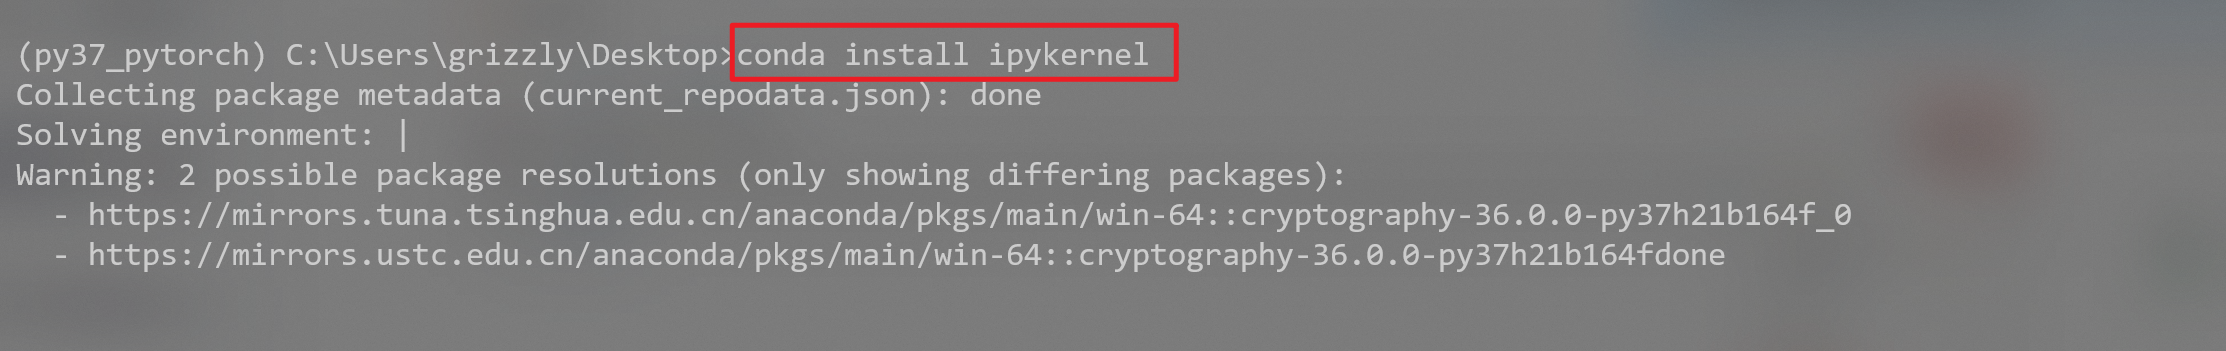 (py37_pytorch) C:\Users\grizzly\Desktop>conda install ipykernel
Collecting package metadata (current_repodata.json): done
Solving environment: |
Warning: 2 possible package resolutions (only showing differing packages):
  - https://mirrors.tuna.tsinghua.edu.cn/anaconda/pkgs/main/win-64::cryptography-36.0.0-py37h21b164f_0
  - https://mirrors.ustc.edu.cn/anaconda/pkgs/main/win-64::cryptography-36.0.0-py37h21b164fdone